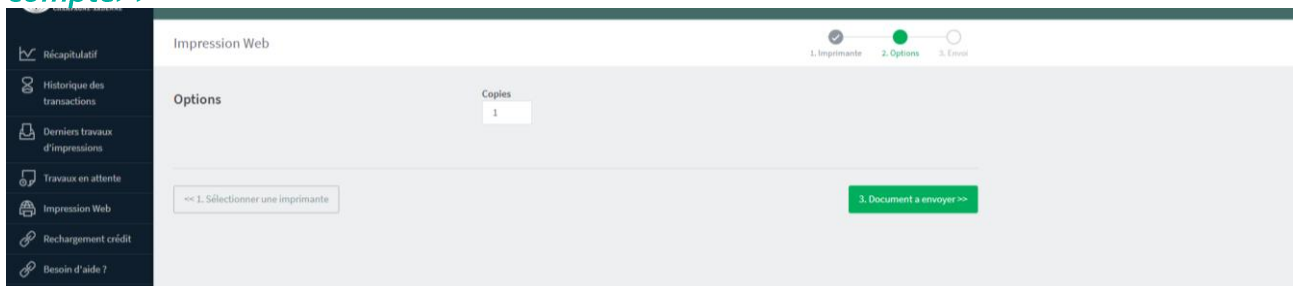 Récapitulatif
Historique des
transactions
Derniers travaux
d'impressions
Travaux en attente
Impression Web
Rechargement crédit
Besoin d'aide ?
Impression Web
1. Imprimante
2. Options
3. Envoi
Options
Copies
1
<< 1. Sélectionner une imprimante
3. Document a envoyer >>